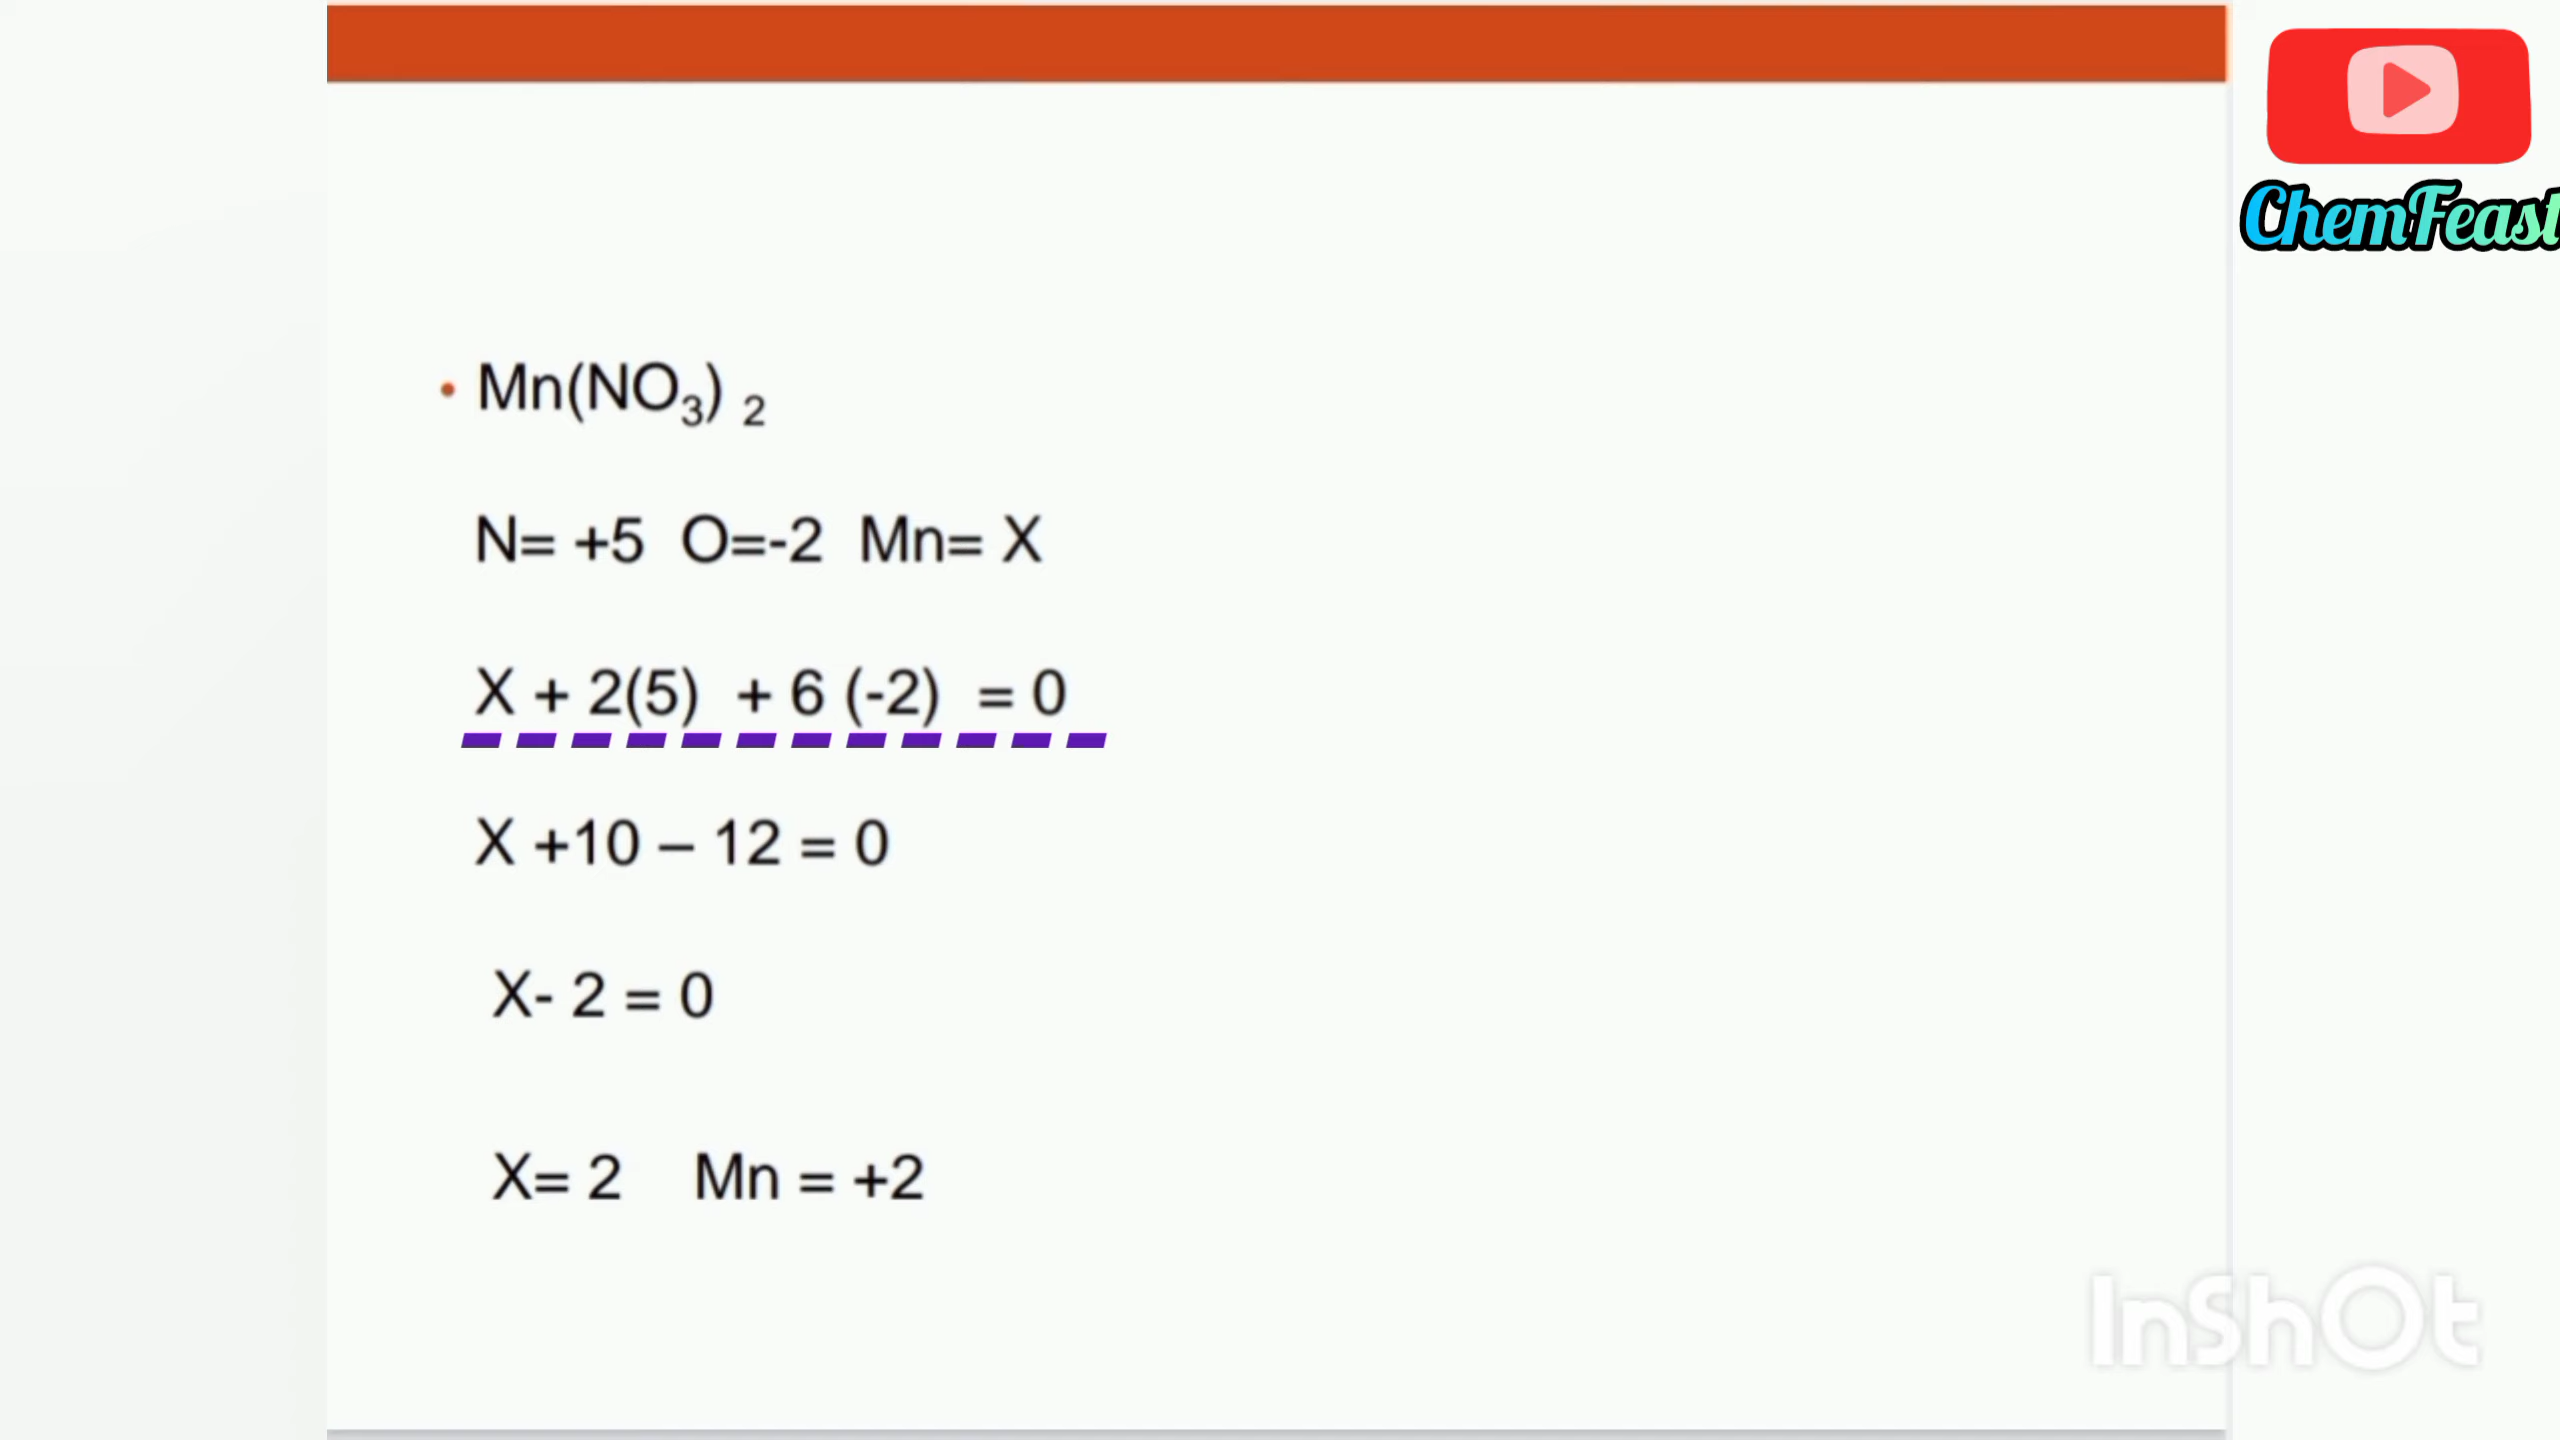 ChemFeast
• Mn(NO₃) ₂
N= +5 O=-2 Mn= X
X + 2(5) + 6 (-2) = 0
X +10 – 12 = 0
X- 2 = 0
X= 2 Mn = +2
InShOt